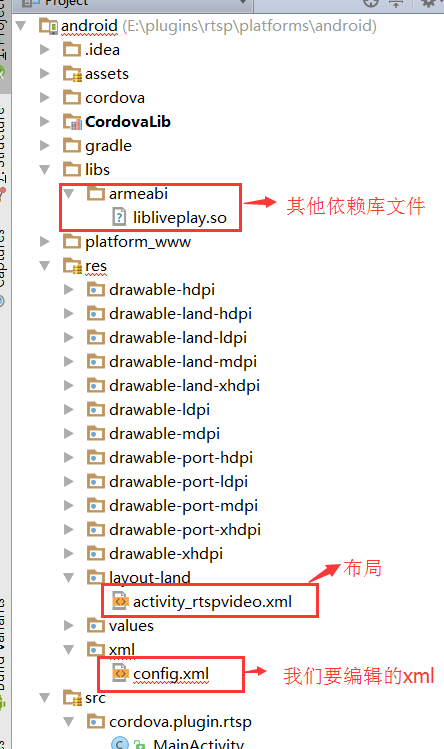 Project
android (E:\plugins\rtsp\platforms\android)
.idea
assets
cordova
CordovaLib
gradle
libs
armeabi
libliveplay.so
其他依赖库文件
platform_www
res
drawable-hdpi
drawable-land-hdpi
drawable-land-ldpi
drawable-land-mdpi
drawable-land-xhdpi
drawable-ldpi
drawable-mdpi
drawable-port-hdpi
drawable-port-ldpi
drawable-port-mdpi
drawable-port-xhdpi
drawable-xhdpi
layout-land
布局
activity_rtspvideo.xml
values
xml
config.xml
我们要编辑的xml
src
cordova.plugin.rtsp
MainActivity
Structure
Captures
Build Variants